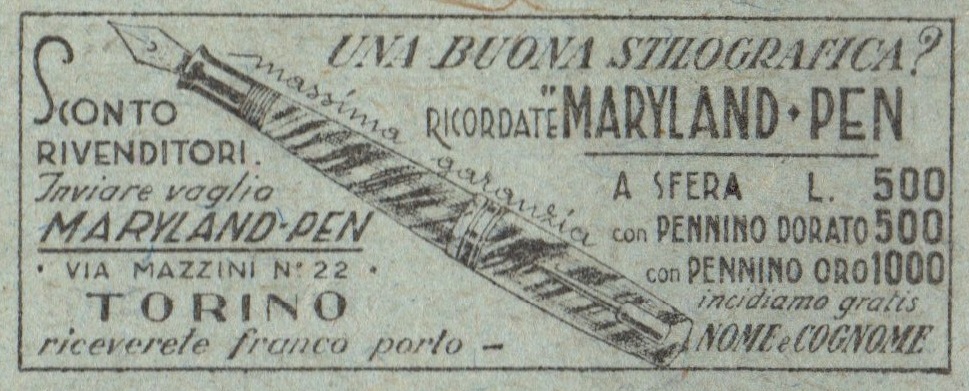 UNA BUONA STILOGRAFICA?
RICORDATE "MARYLAND·PEN
massima garanzia
A SFERA L. 500
con PENNINO DORATO 500
con PENNINO ORO 1000
incidiamo gratis
NOME e COGNOME
SCONTO
RIVENDITORI.
Inviare vaglia
MARYLAND-PEN
· VIA MAZZINI N° 22 ·
TORINO
riceverete franco porto –